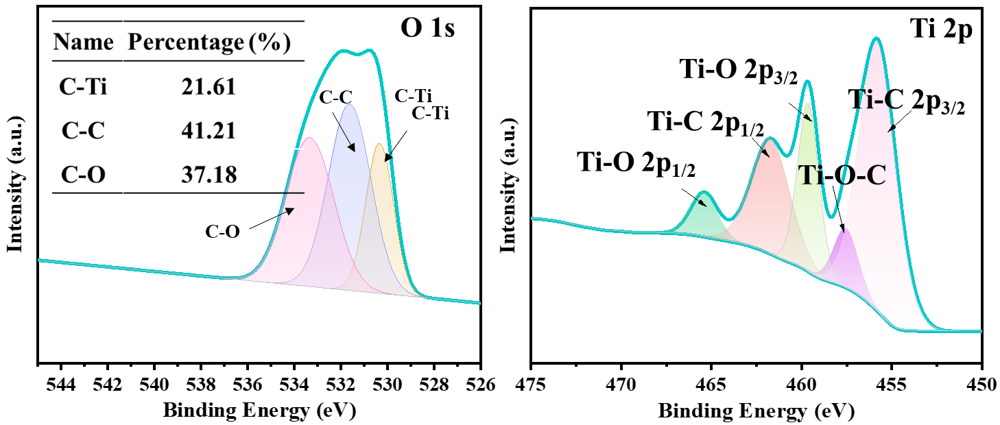 O 1s
Name Percentage (%)
C-Ti 21.61
C-C 41.21
C-O 37.18
C-C
C-Ti
C-Ti
C-O
Intensity (a.u.)
544 542 540 538 536 534 532 530 528 526
Binding Energy (eV)
Ti 2p
Ti-O 2p3/2
Ti-C 2p3/2
Ti-C 2p1/2
Ti-O 2p1/2
Ti-O-C
Intensity (a.u.)
475 470 465 460 455 450
Binding Energy (eV)